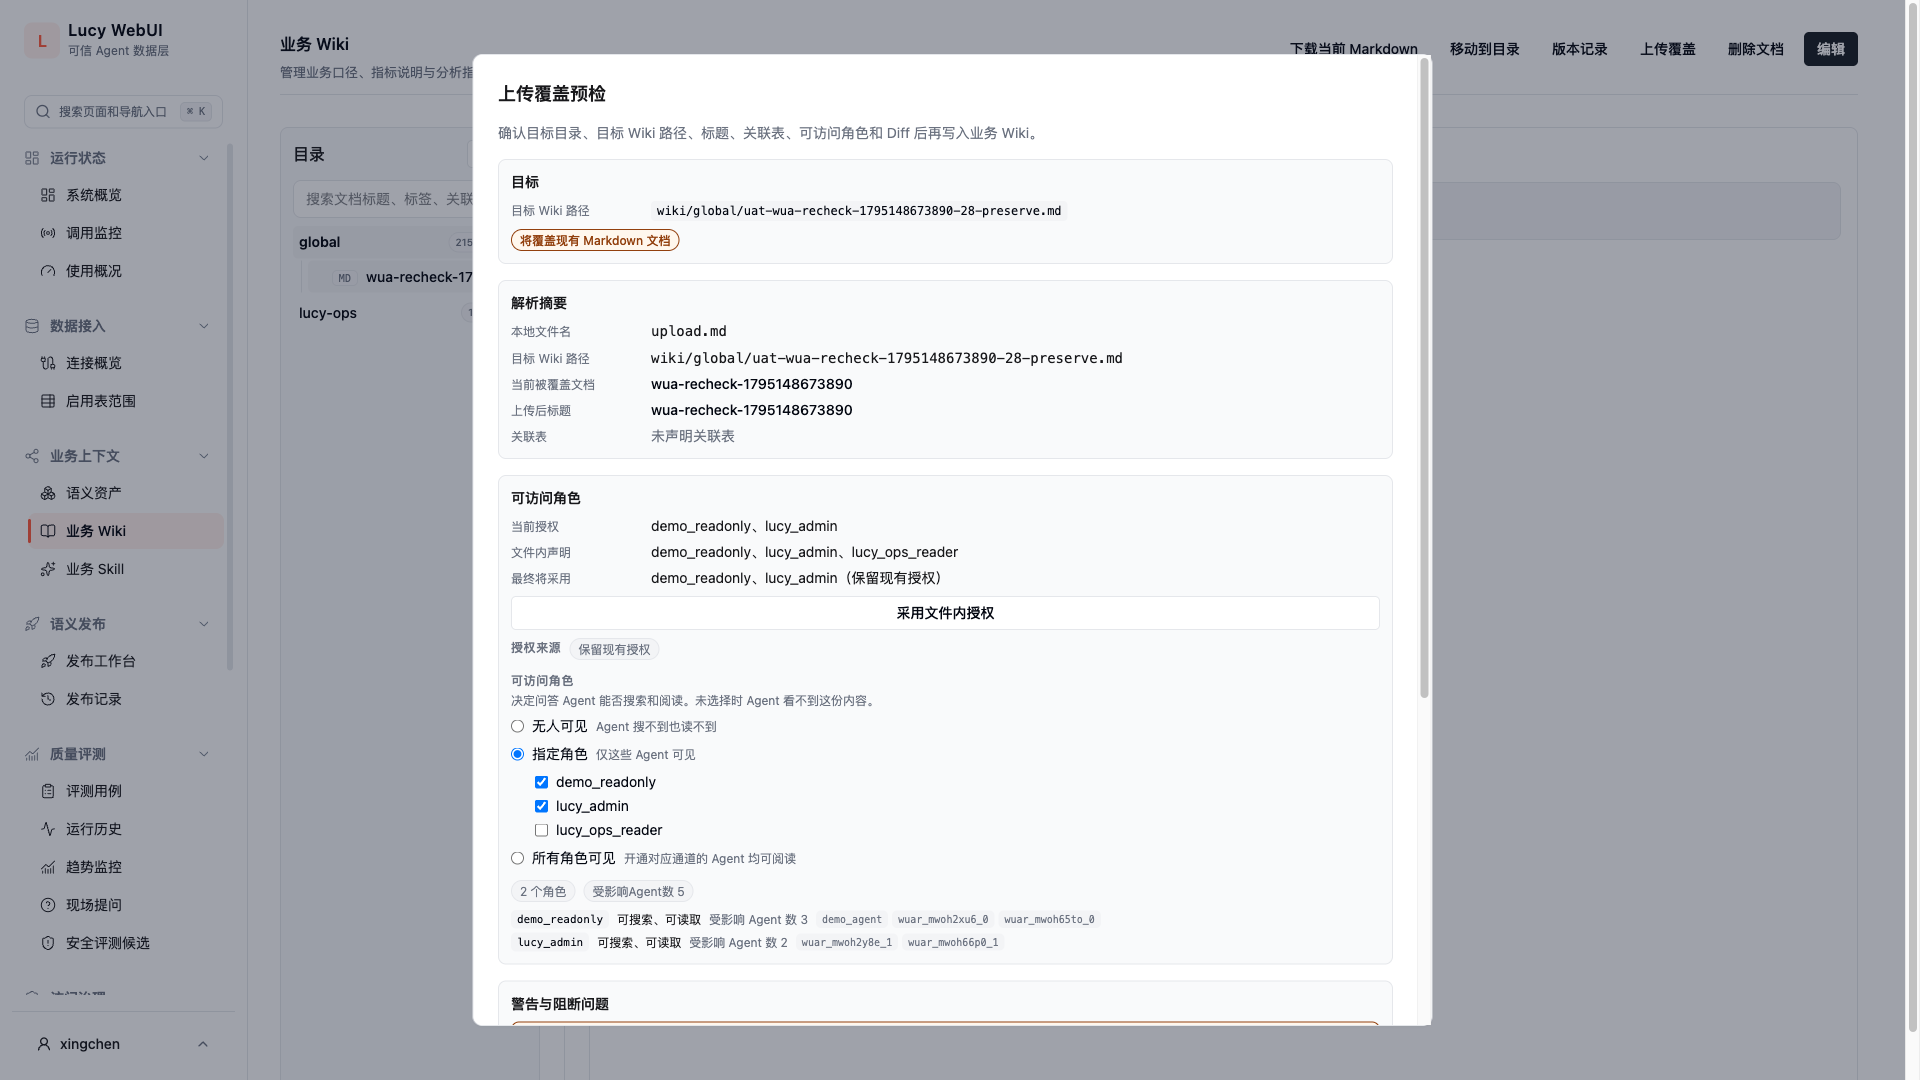 L
Lucy WebUI
可信 Agent 数据层
搜索页面和导航入口 ⌘ K
运行状态
系统概览
调用监控
使用概况
数据接入
连接概览
启用表范围
业务上下文
语义资产
业务 Wiki
业务 Skill
语义发布
发布工作台
发布记录
质量评测
评测用例
运行历史
趋势监控
现场提问
安全评测候选
xingchen
业务 Wiki
管理业务口径、指标说明与分析指
下载当前 Markdown 移动到目录 版本记录 上传覆盖 删除文档 编辑
目录
搜索文档标题、标签、关联
global 215
MD wua-recheck-17
lucy-ops 1
上传覆盖预检
确认目标目录、目标 Wiki 路径、标题、关联表、可访问角色和 Diff 后再写入业务 Wiki。
目标
目标 Wiki 路径 wiki/global/uat-wua-recheck-1795148673890-28-preserve.md
将覆盖现有 Markdown 文档
解析摘要
本地文件名 upload.md
目标 Wiki 路径 wiki/global/uat-wua-recheck-1795148673890-28-preserve.md
当前被覆盖文档 wua-recheck-1795148673890
上传后标题 wua-recheck-1795148673890
关联表 未声明关联表
可访问角色
当前授权 demo_readonly、lucy_admin
文件内声明 demo_readonly、lucy_admin、lucy_ops_reader
最终将采用 demo_readonly、lucy_admin（保留现有授权）
采用文件内授权
授权来源 保留现有授权
可访问角色
决定问答 Agent 能否搜索和阅读。未选择时 Agent 看不到这份内容。
无人可见 Agent 搜不到也读不到
指定角色 仅这些 Agent 可见
demo_readonly
lucy_admin
lucy_ops_reader
所有角色可见 开通对应通道的 Agent 均可阅读
2 个角色 受影响Agent数 5
demo_readonly 可搜索、可读取 受影响 Agent 数 3 demo_agent wuar_mwoh2xu6_0 wuar_mwoh65to_0
lucy_admin 可搜索、可读取 受影响 Agent 数 2 wuar_mwoh2y8e_1 wuar_mwoh66p0_1
警告与阻断问题